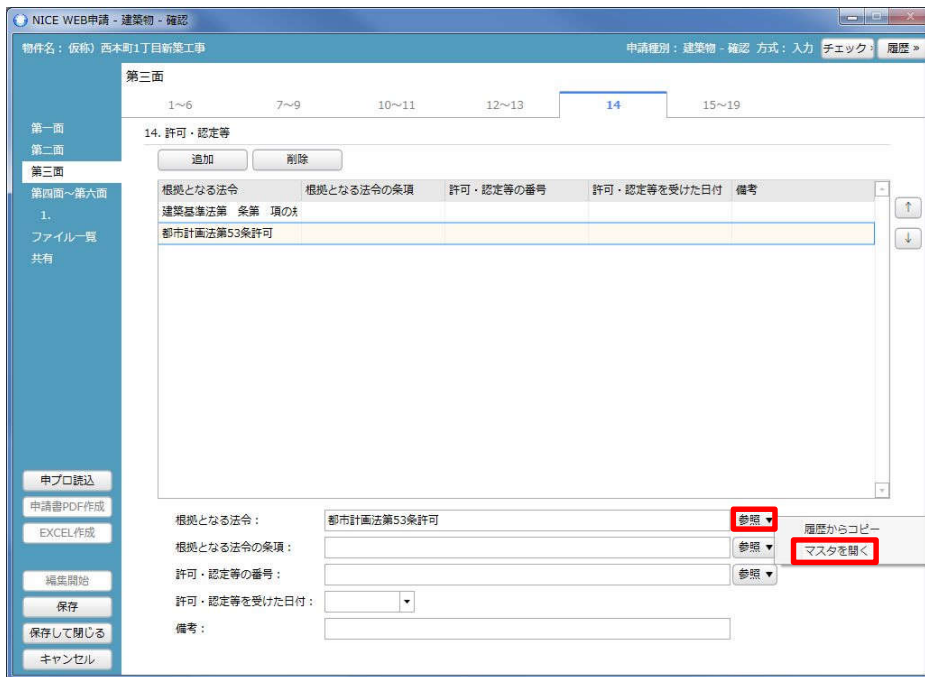 NICE WEB申請 - 建築物 - 確認
物件名：仮称）西本町1丁目新築工事 申請種別：建築物 - 確認 方式：入力 チェック» 履歴»
第三面
1～6 7～9 10～11 12～13 14 15～19
第一面
第二面
第三面
第四面～第六面
1.
ファイル一覧
共有
14. 許可・認定等
追加 削除
根拠となる法令 根拠となる法令の条項 許可・認定等の番号 許可・認定等を受けた日付 備考
建築基準法第 条第 項の
都市計画法第53条許可
↑
↓
申プロ読込
申請書PDF作成
EXCEL作成
編集開始
保存
保存して閉じる
キャンセル
根拠となる法令： 都市計画法第53条許可 参照▼
履歴からコピー
マスタを開く
根拠となる法令の条項： 参照▼
許可・認定等の番号： 参照▼
許可・認定等を受けた日付：
備考：